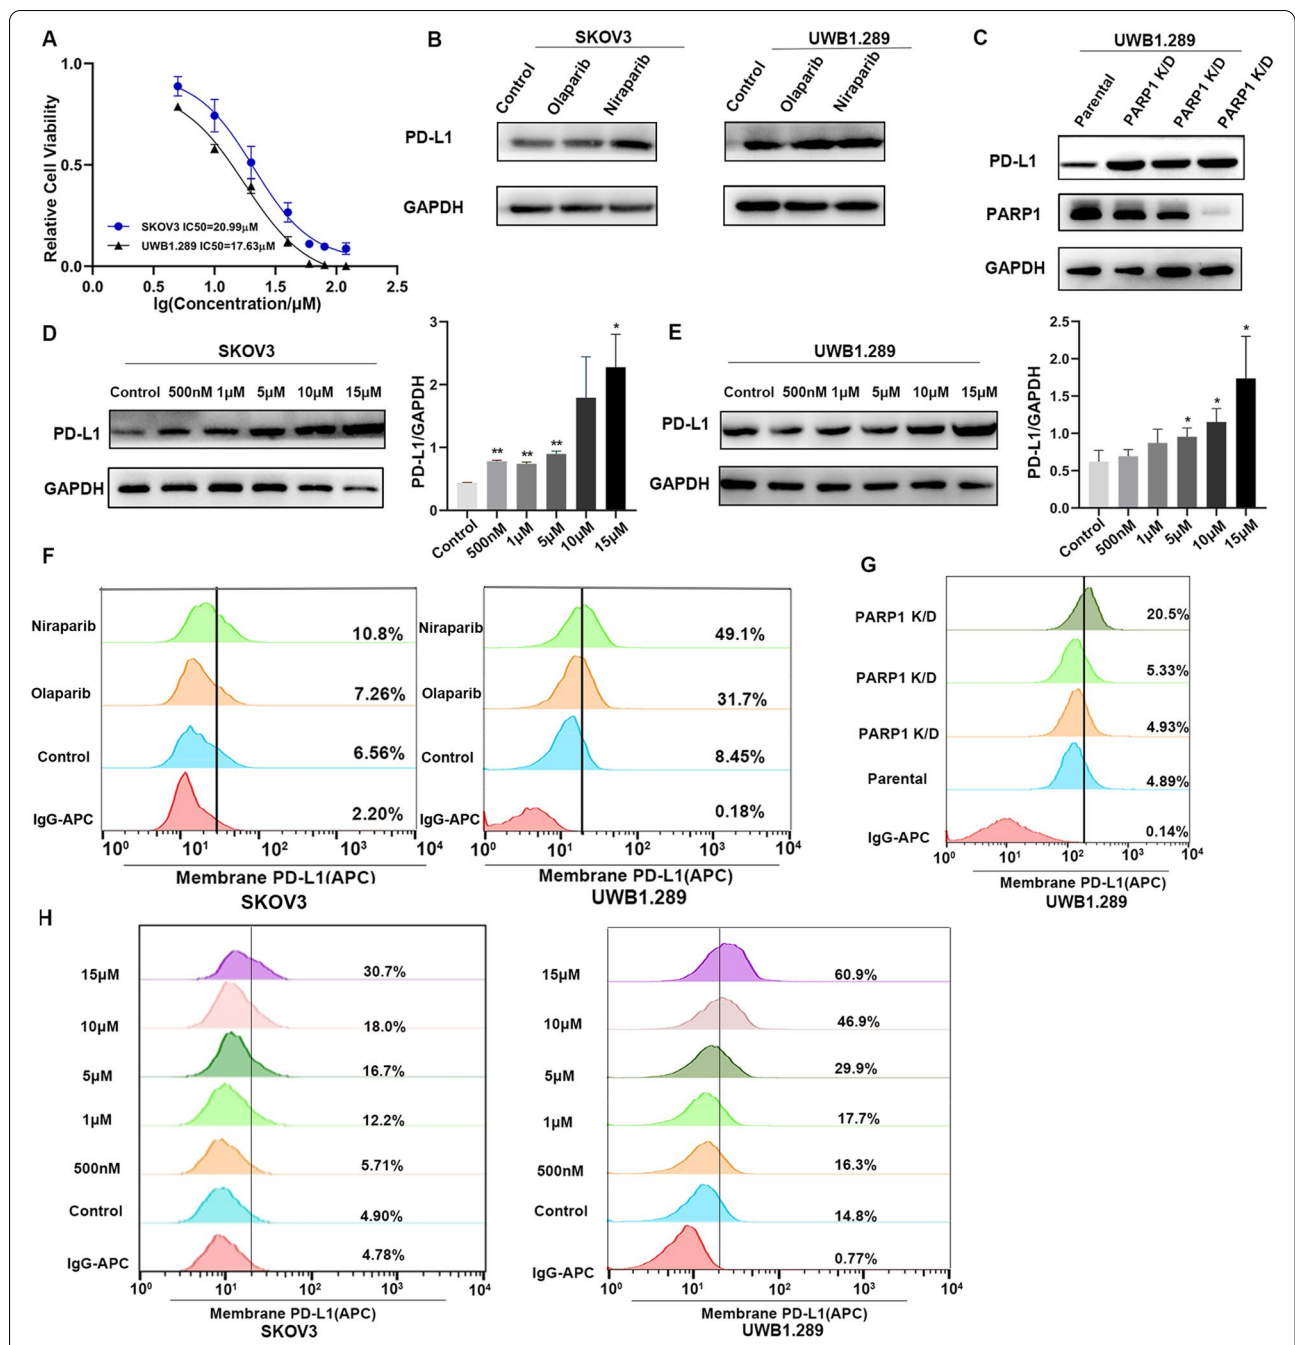 A
1.0
0.5
0.0
Relative Cell Viability
SKOV3 IC50=20.99μM
UWB1.289 IC50=17.63μM
0.0 0.5 1.0 1.5 2.0 2.5
lg(Concentration/μM)
B
SKOV3
Control Olaparib Niraparib
UWB1.289
Control Olaparib Niraparib
PD-L1
GAPDH
C
UWB1.289
Parental PARP1 K/D PARP1 K/D PARP1 K/D
PD-L1
PARP1
GAPDH
D
SKOV3
Control 500nM 1μM 5μM 10μM 15μM
PD-L1
GAPDH
PD-L1/GAPDH
3
2
1
0
** ** ** *
Control 500nM 1μM 5μM 10μM 15μM
E
UWB1.289
Control 500nM 1μM 5μM 10μM 15μM
PD-L1
GAPDH
PD-L1/GAPDH
2.5
2.0
1.5
1.0
0.5
0.0
* * *
Control 500nM 1μM 5μM 10μM 15μM
F
Niraparib 10.8%
Olaparib 7.26%
Control 6.56%
IgG-APC 2.20%
10⁰ 10¹ 10² 10³ 10⁴
Membrane PD-L1(APC)
SKOV3
Niraparib 49.1%
Olaparib 31.7%
Control 8.45%
IgG-APC 0.18%
10⁰ 10¹ 10² 10³ 10⁴
Membrane PD-L1(APC)
UWB1.289
G
PARP1 K/D 20.5%
PARP1 K/D 5.33%
PARP1 K/D 4.93%
Parental 4.89%
IgG-APC 0.14%
10⁰ 10¹ 10² 10³ 10⁴
Membrane PD-L1(APC)
UWB1.289
H
15μM 30.7%
10μM 18.0%
5μM 16.7%
1μM 12.2%
500nM 5.71%
Control 4.90%
IgG-APC 4.78%
10⁰ 10¹ 10² 10³ 10⁴
Membrane PD-L1(APC)
SKOV3
15μM 60.9%
10μM 46.9%
5μM 29.9%
1μM 17.7%
500nM 16.3%
Control 14.8%
IgG-APC 0.77%
10⁰ 10¹ 10² 10³ 10⁴
Membrane PD-L1(APC)
UWB1.289